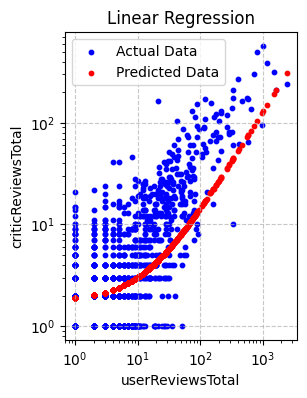 Linear Regression
Actual Data
Predicted Data
criticReviewsTotal
10²
10¹
10⁰
10⁰ 10¹ 10² 10³
userReviewsTotal